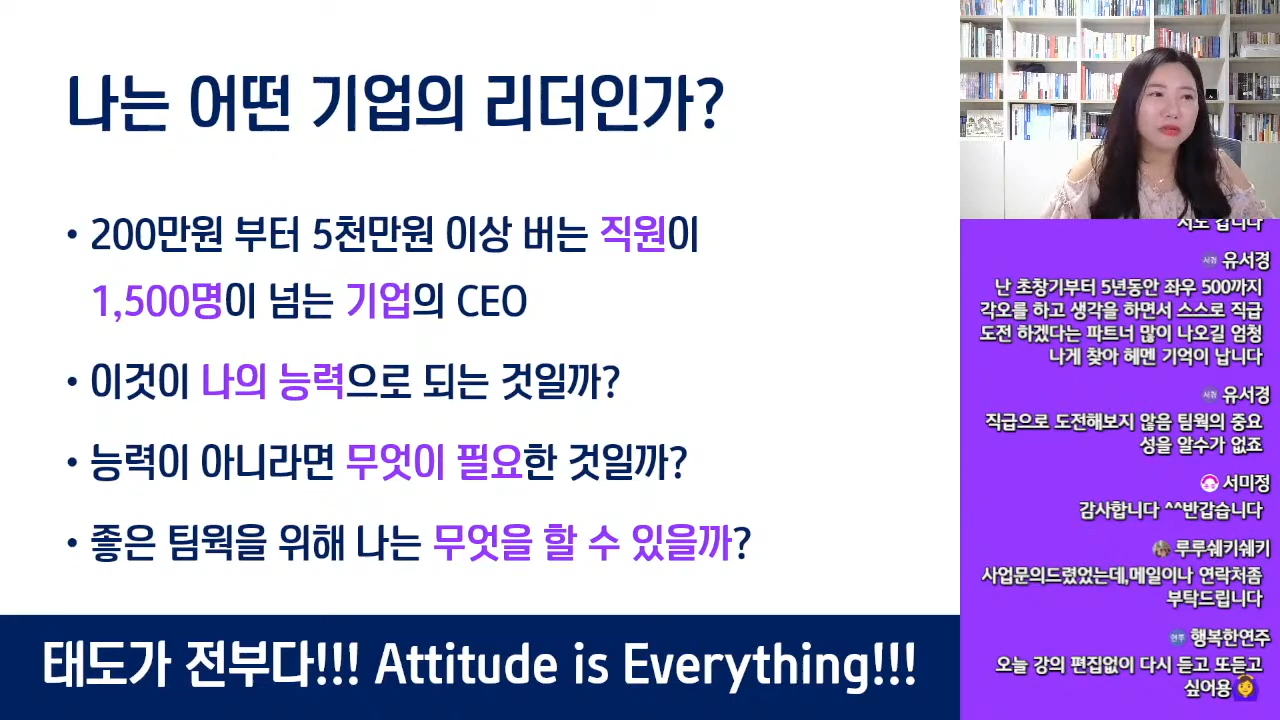 나는 어떤 기업의 리더인가?
• 200만원 부터 5천만원 이상 버는 직원이
1,500명이 넘는 기업의 CEO
• 이것이 나의 능력으로 되는 것일까?
• 능력이 아니라면 무엇이 필요한 것일까?
• 좋은 팀웍을 위해 나는 무엇을 할 수 있을까?
태도가 전부다!!! Attitude is Everything!!!
서경 유서경
난 초창기부터 5년동안 좌우 500까지
각오를 하고 생각을 하면서 스스로 직급
도전 하겠다는 파트너 많이 나오길 엄청
나게 찾아 헤멘 기억이 납니다
서경 유서경
직급으로 도전해보지 않음 팀웍의 중요
성을 알수가 없죠
서미정
감사합니다 ^^반갑습니다
루루쉐키쉐키
사업문의드렸었는데,메일이나 연락처좀
부탁드립니다
연주 행복한연주
오늘 강의 편집없이 다시 듣고 또듣고
싶어용🙆‍♀️